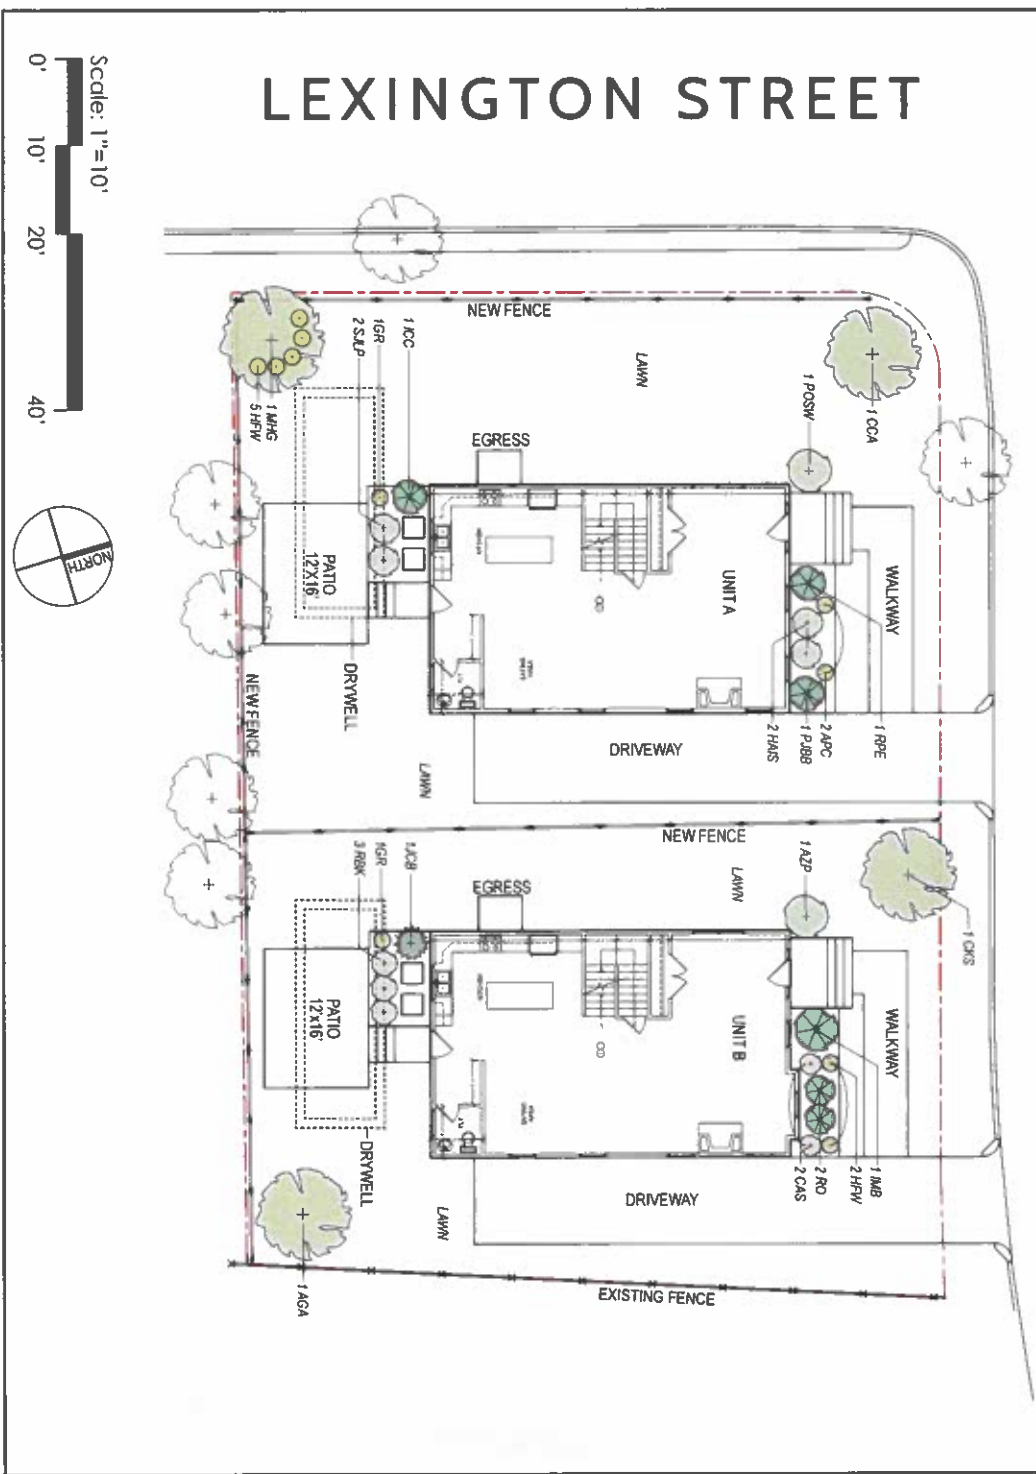 LEXINGTON STREET
Scale: 1"=10'
0'
10'
20'
40'
NORTH
NEW FENCE
LAWN
1 CCA
1 POSW
1 JCC
1GR
2 SJLP
1 MHG
5 HFW
EGRESS
PATIO
12'X16'
DRYWELL
UNIT A
WALKWAY
NEW FENCE
DRIVEWAY
2 HAIS
1 PJBB
2 APC
1 RPE
LAWN
NEW FENCE
1 AZP
LAWN
1 CKS
1JCB
1GR
3 RBK
EGRESS
PATIO
12'x16'
DRYWELL
UNIT B
WALKWAY
DRIVEWAY
2 CAS
2 RO
2 HFW
1 IMB
LAWN
1 AGA
EXISTING FENCE